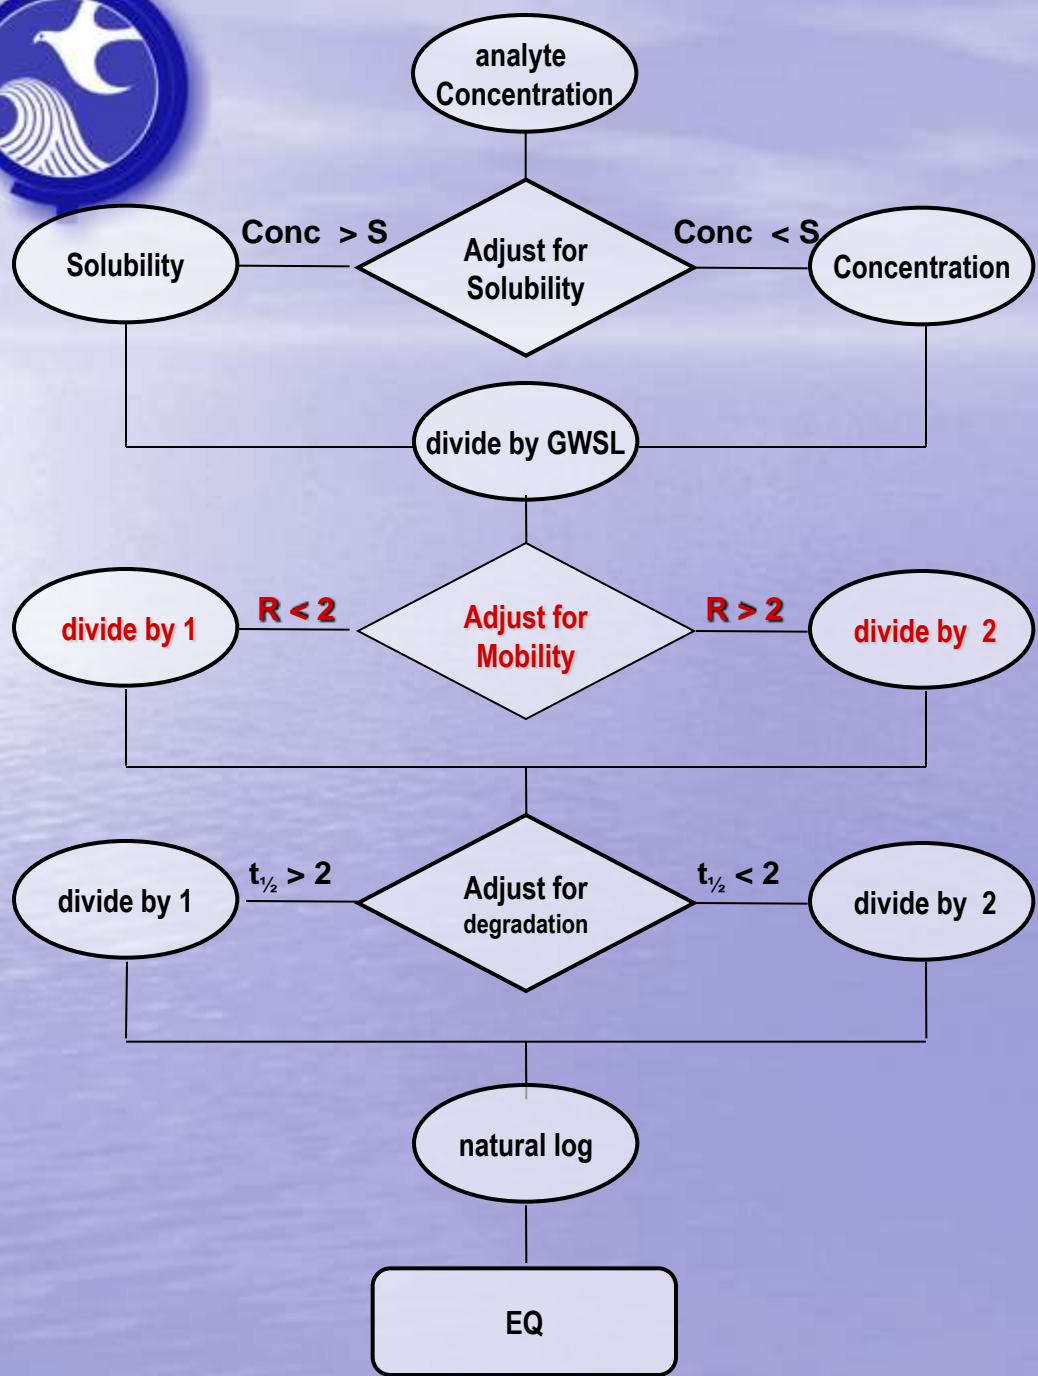 analyte
Concentration
Conc > S
Conc < S
Solubility
Adjust for
Solubility
Concentration
divide by GWSL
R < 2
R > 2
divide by 1
Adjust for
Mobility
divide by 2
t½ > 2
t½ < 2
divide by 1
Adjust for
degradation
divide by 2
natural log
EQ